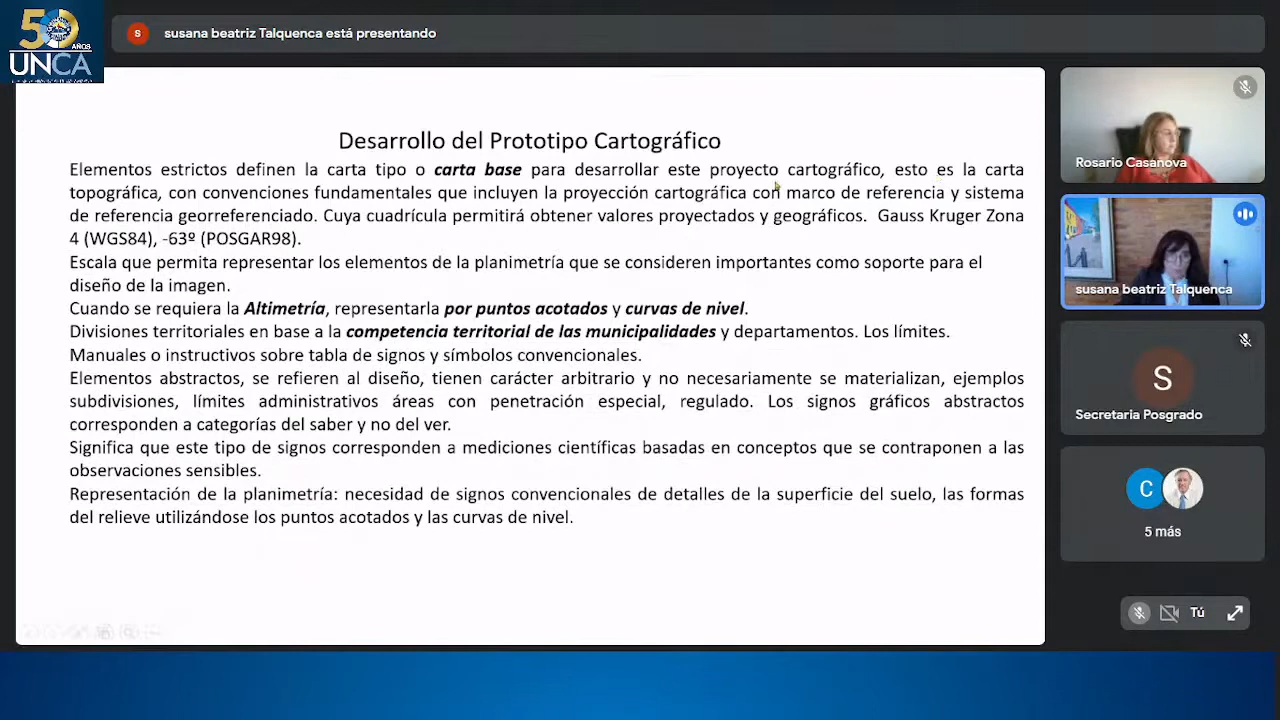 50
AÑOS
UNCA
S
susana beatriz Talquenca está presentando
Desarrollo del Prototipo Cartográfico
Elementos estrictos definen la carta tipo o carta base para desarrollar este proyecto cartográfico, esto es la carta
topográfica, con convenciones fundamentales que incluyen la proyección cartográfica con marco de referencia y sistema
de referencia georreferenciado. Cuya cuadrícula permitirá obtener valores proyectados y geográficos. Gauss Kruger Zona
4 (WGS84), -63º (POSGAR98).
Escala que permita representar los elementos de la planimetría que se consideren importantes como soporte para el
diseño de la imagen.
Cuando se requiera la Altimetría, representarla por puntos acotados y curvas de nivel.
Divisiones territoriales en base a la competencia territorial de las municipalidades y departamentos. Los límites.
Manuales o instructivos sobre tabla de signos y símbolos convencionales.
Elementos abstractos, se refieren al diseño, tienen carácter arbitrario y no necesariamente se materializan, ejemplos
subdivisiones, límites administrativos áreas con penetración especial, regulado. Los signos gráficos abstractos
corresponden a categorías del saber y no del ver.
Significa que este tipo de signos corresponden a mediciones científicas basadas en conceptos que se contraponen a las
observaciones sensibles.
Representación de la planimetría: necesidad de signos convencionales de detalles de la superficie del suelo, las formas
del relieve utilizándose los puntos acotados y las curvas de nivel.
Rosario Casanova
susana beatriz Talquenca
S
Secretaria Posgrado
C
5 más
Tú